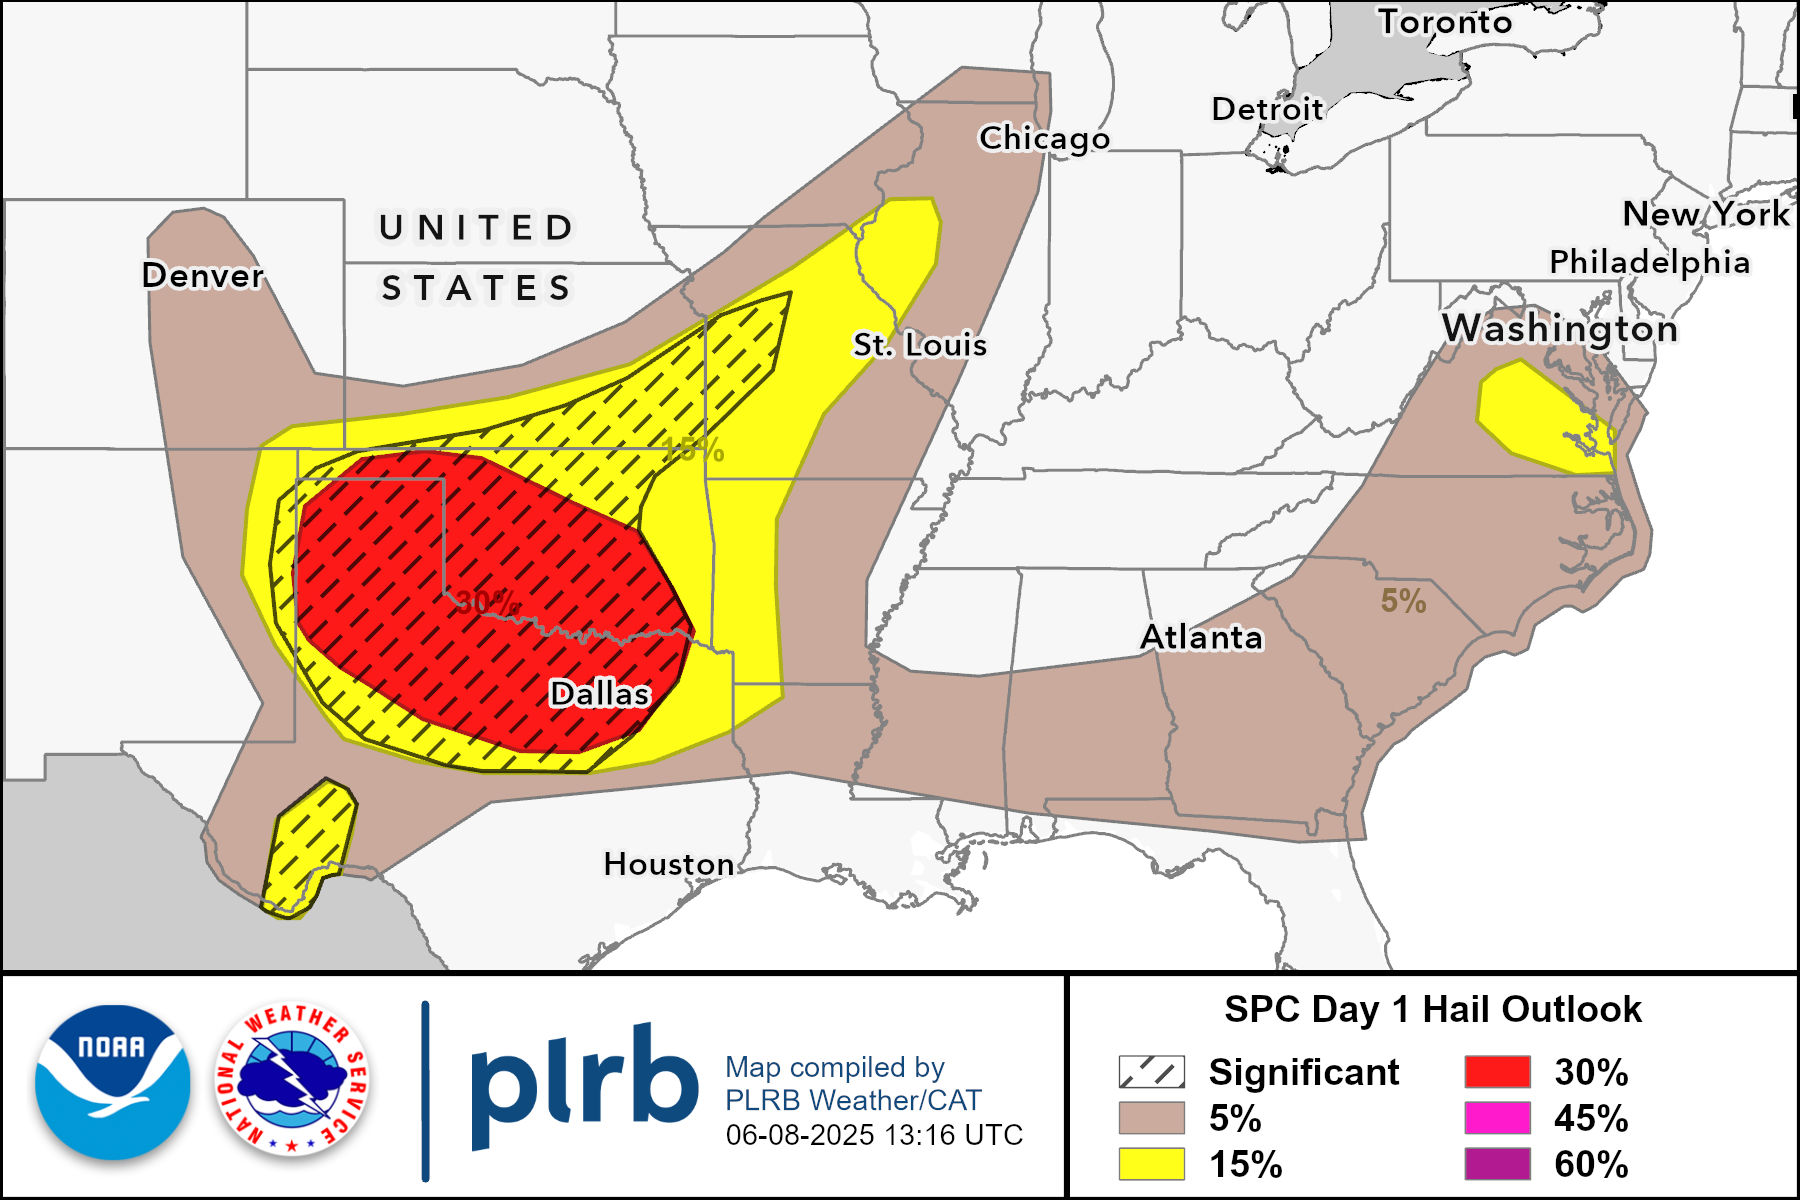 Toronto
Detroit
Chicago
New York
UNITED
STATES
Denver
Philadelphia
Washington
St. Louis
15%
30%
5%
Atlanta
Dallas
Houston
NOAA
NATIONAL WEATHER SERVICE
plrb
Map compiled by
PLRB Weather/CAT
06-08-2025 13:16 UTC
SPC Day 1 Hail Outlook
Significant
5%
15%
30%
45%
60%